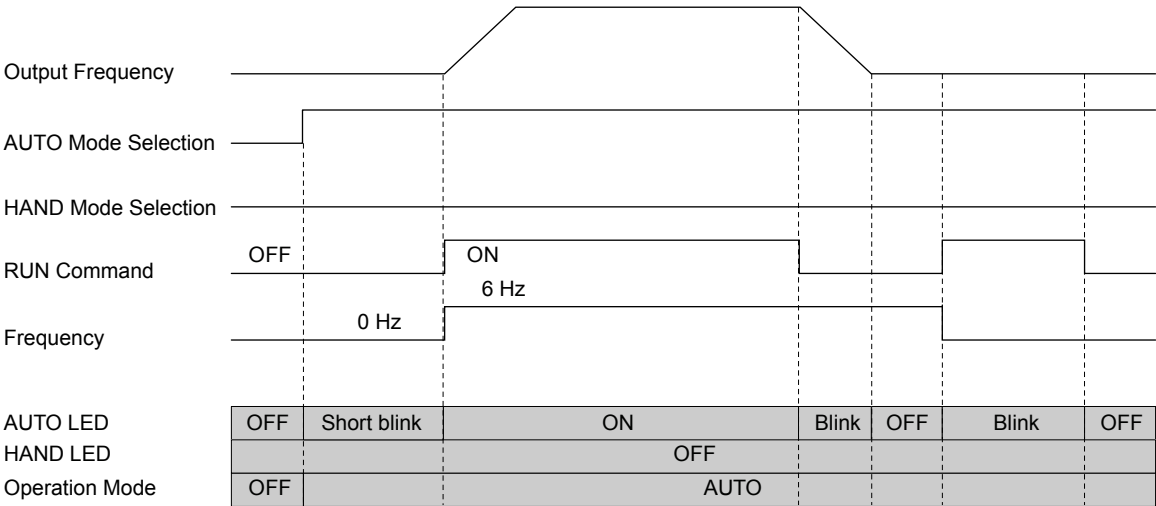 Output Frequency
AUTO Mode Selection
HAND Mode Selection
OFF ON
RUN Command
6 Hz
0 Hz
Frequency
AUTO LED OFF Short blink ON Blink OFF Blink OFF
HAND LED OFF
Operation Mode OFF AUTO